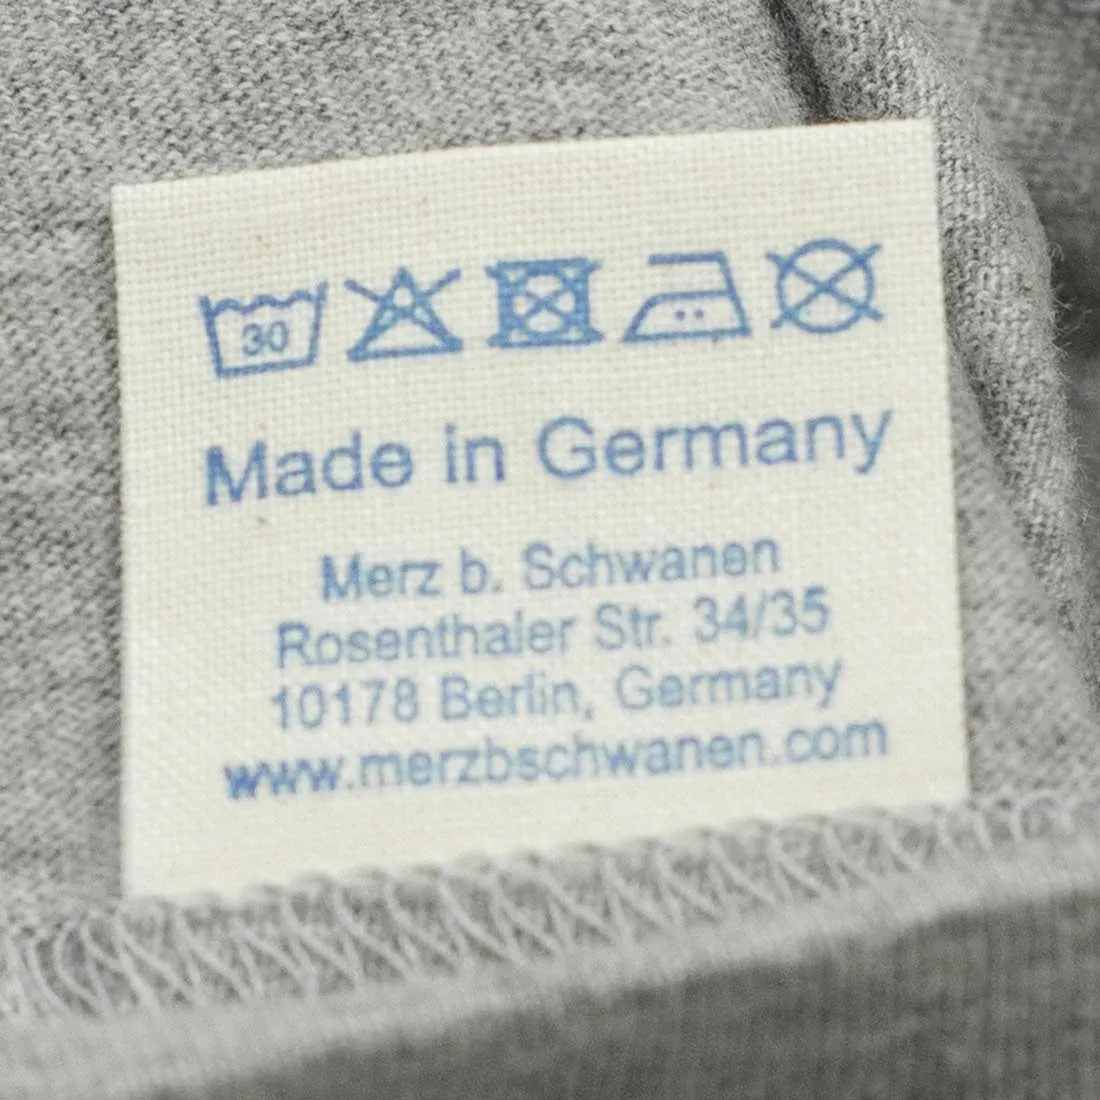 30
Made in Germany
Merz b. Schwanen
Rosenthaler Str. 34/35
10178 Berlin, Germany
www.merzbschwanen.com